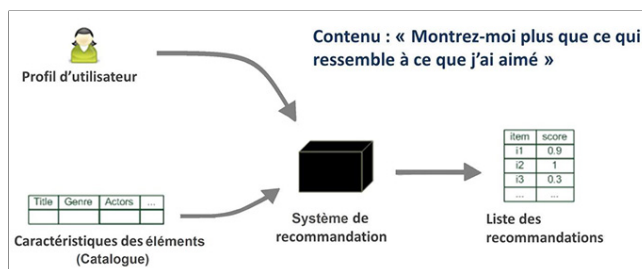 Contenu : « Montrez-moi plus que ce qui
ressemble à ce que j'ai aimé »
Profil d'utilisateur
Title Genre Actors ...
Caractéristiques des éléments
(Catalogue)
Système de
recommandation
item score
i1 0.9
i2 1
i3 0.3
... ...
Liste des
recommandations